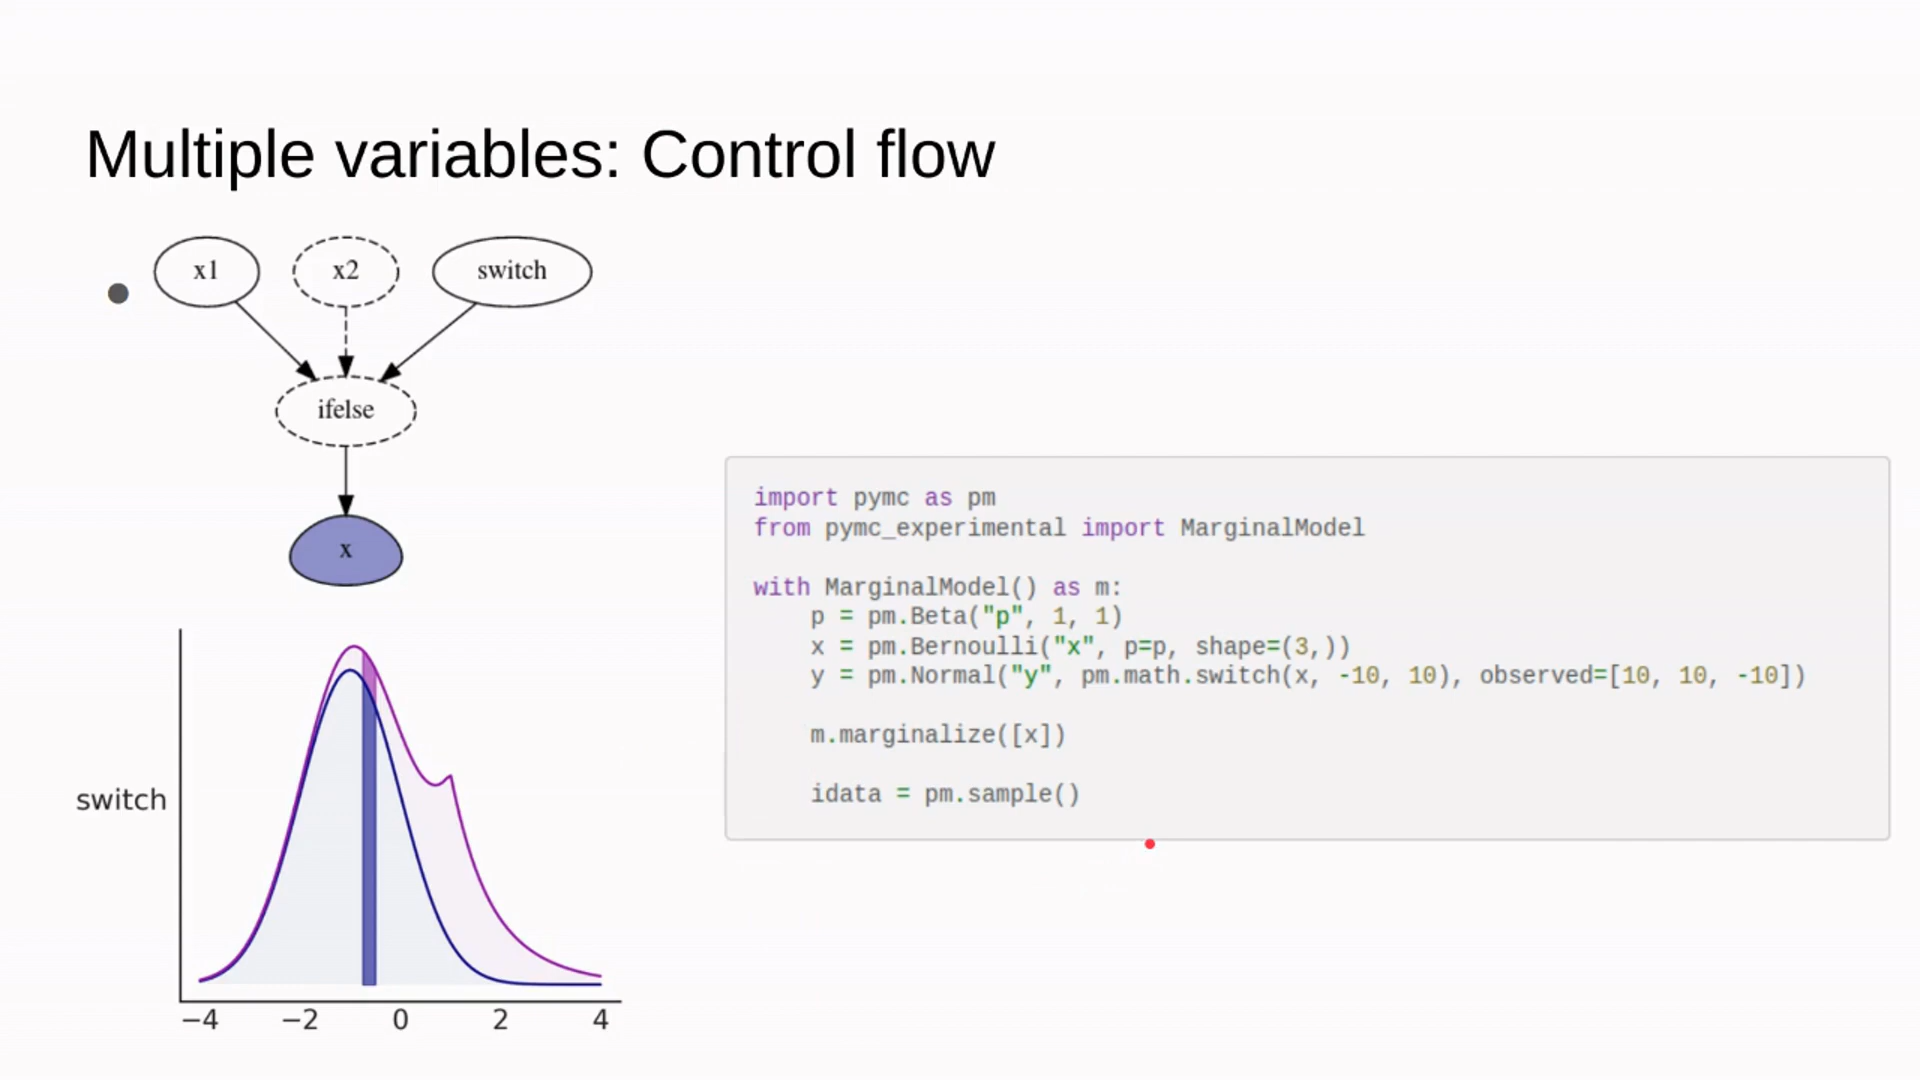 Multiple variables: Control flow
x1
x2
switch
ifelse
x
import pymc as pm
from pymc_experimental import MarginalModel
with MarginalModel() as m:
p = pm.Beta("p", 1, 1)
x = pm.Bernoulli("x", p=p, shape=(3,))
y = pm.Normal("y", pm.math.switch(x, -10, 10), observed=[10, 10, -10])
m.marginalize([x])
idata = pm.sample()
switch
−4 −2 0 2 4